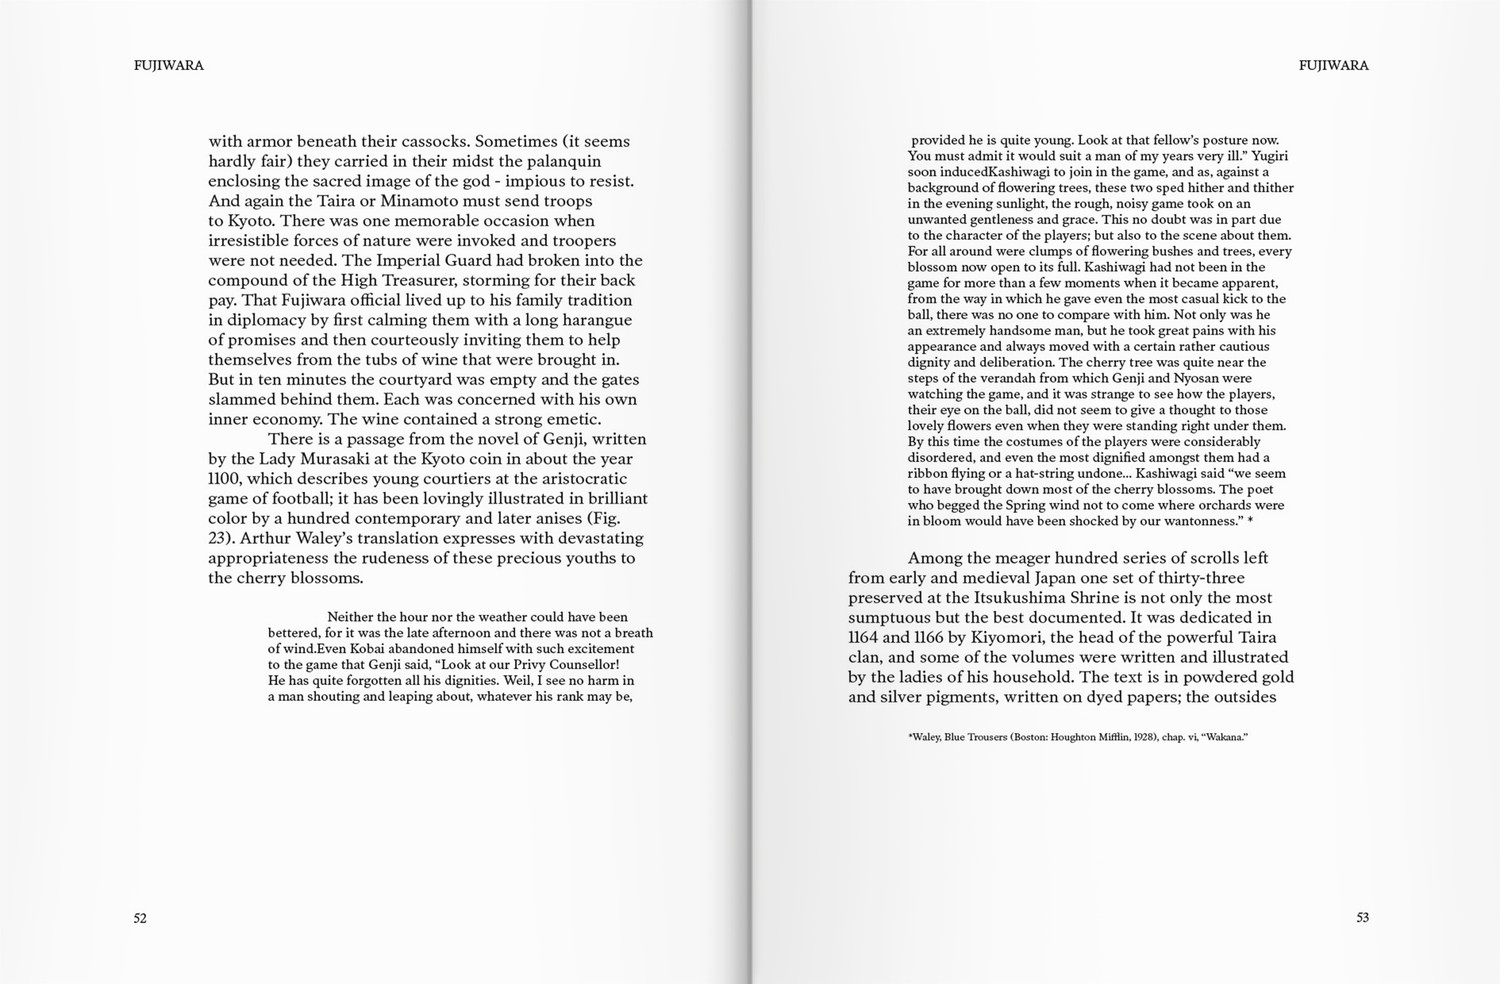 FUJIWARA
with armor beneath their cassocks. Sometimes (it seems
hardly fair) they carried in their midst the palanquin
enclosing the sacred image of the god - impious to resist.
And again the Taira or Minamoto must send troops
to Kyoto. There was one memorable occasion when
irresistible forces of nature were invoked and troopers
were not needed. The Imperial Guard had broken into the
compound of the High Treasurer, storming for their back
pay. That Fujiwara official lived up to his family tradition
in diplomacy by first calming them with a long harangue
of promises and then courteously inviting them to help
themselves from the tubs of wine that were brought in.
But in ten minutes the courtyard was empty and the gates
slammed behind them. Each was concerned with his own
inner economy. The wine contained a strong emetic.
There is a passage from the novel of Genji, written
by the Lady Murasaki at the Kyoto coin in about the year
1100, which describes young courtiers at the aristocratic
game of football; it has been lovingly illustrated in brilliant
color by a hundred contemporary and later anises (Fig.
23). Arthur Waley’s translation expresses with devastating
appropriateness the rudeness of these precious youths to
the cherry blossoms.
Neither the hour nor the weather could have been
bettered, for it was the late afternoon and there was not a breath
of wind.Even Kobai abandoned himself with such excitement
to the game that Genji said, “Look at our Privy Counsellor!
He has quite forgotten all his dignities. Weil, I see no harm in
a man shouting and leaping about, whatever his rank may be,
52
FUJIWARA
provided he is quite young. Look at that fellow’s posture now.
You must admit it would suit a man of my years very ill.” Yugiri
soon inducedKashiwagi to join in the game, and as, against a
background of flowering trees, these two sped hither and thither
in the evening sunlight, the rough, noisy game took on an
unwanted gentleness and grace. This no doubt was in part due
to the character of the players; but also to the scene about them.
For all around were clumps of flowering bushes and trees, every
blossom now open to its full. Kashiwagi had not been in the
game for more than a few moments when it became apparent,
from the way in which he gave even the most casual kick to the
ball, there was no one to compare with him. Not only was he
an extremely handsome man, but he took great pains with his
appearance and always moved with a certain rather cautious
dignity and deliberation. The cherry tree was quite near the
steps of the verandah from which Genji and Nyosan were
watching the game, and it was strange to see how the players,
their eye on the ball, did not seem to give a thought to those
lovely flowers even when they were standing right under them.
By this time the costumes of the players were considerably
disordered, and even the most dignified amongst them had a
ribbon flying or a hat-string undone... Kashiwagi said “we seem
to have brought down most of the cherry blossoms. The poet
who begged the Spring wind not to come where orchards were
in bloom would have been shocked by our wantonness.” *
Among the meager hundred series of scrolls left
from early and medieval Japan one set of thirty-three
preserved at the Itsukushima Shrine is not only the most
sumptuous but the best documented. It was dedicated in
1164 and 1166 by Kiyomori, the head of the powerful Taira
clan, and some of the volumes were written and illustrated
by the ladies of his household. The text is in powdered gold
and silver pigments, written on dyed papers; the outsides
*Waley, Blue Trousers (Boston: Houghton Mifflin, 1928), chap. vi, “Wakana.”
53